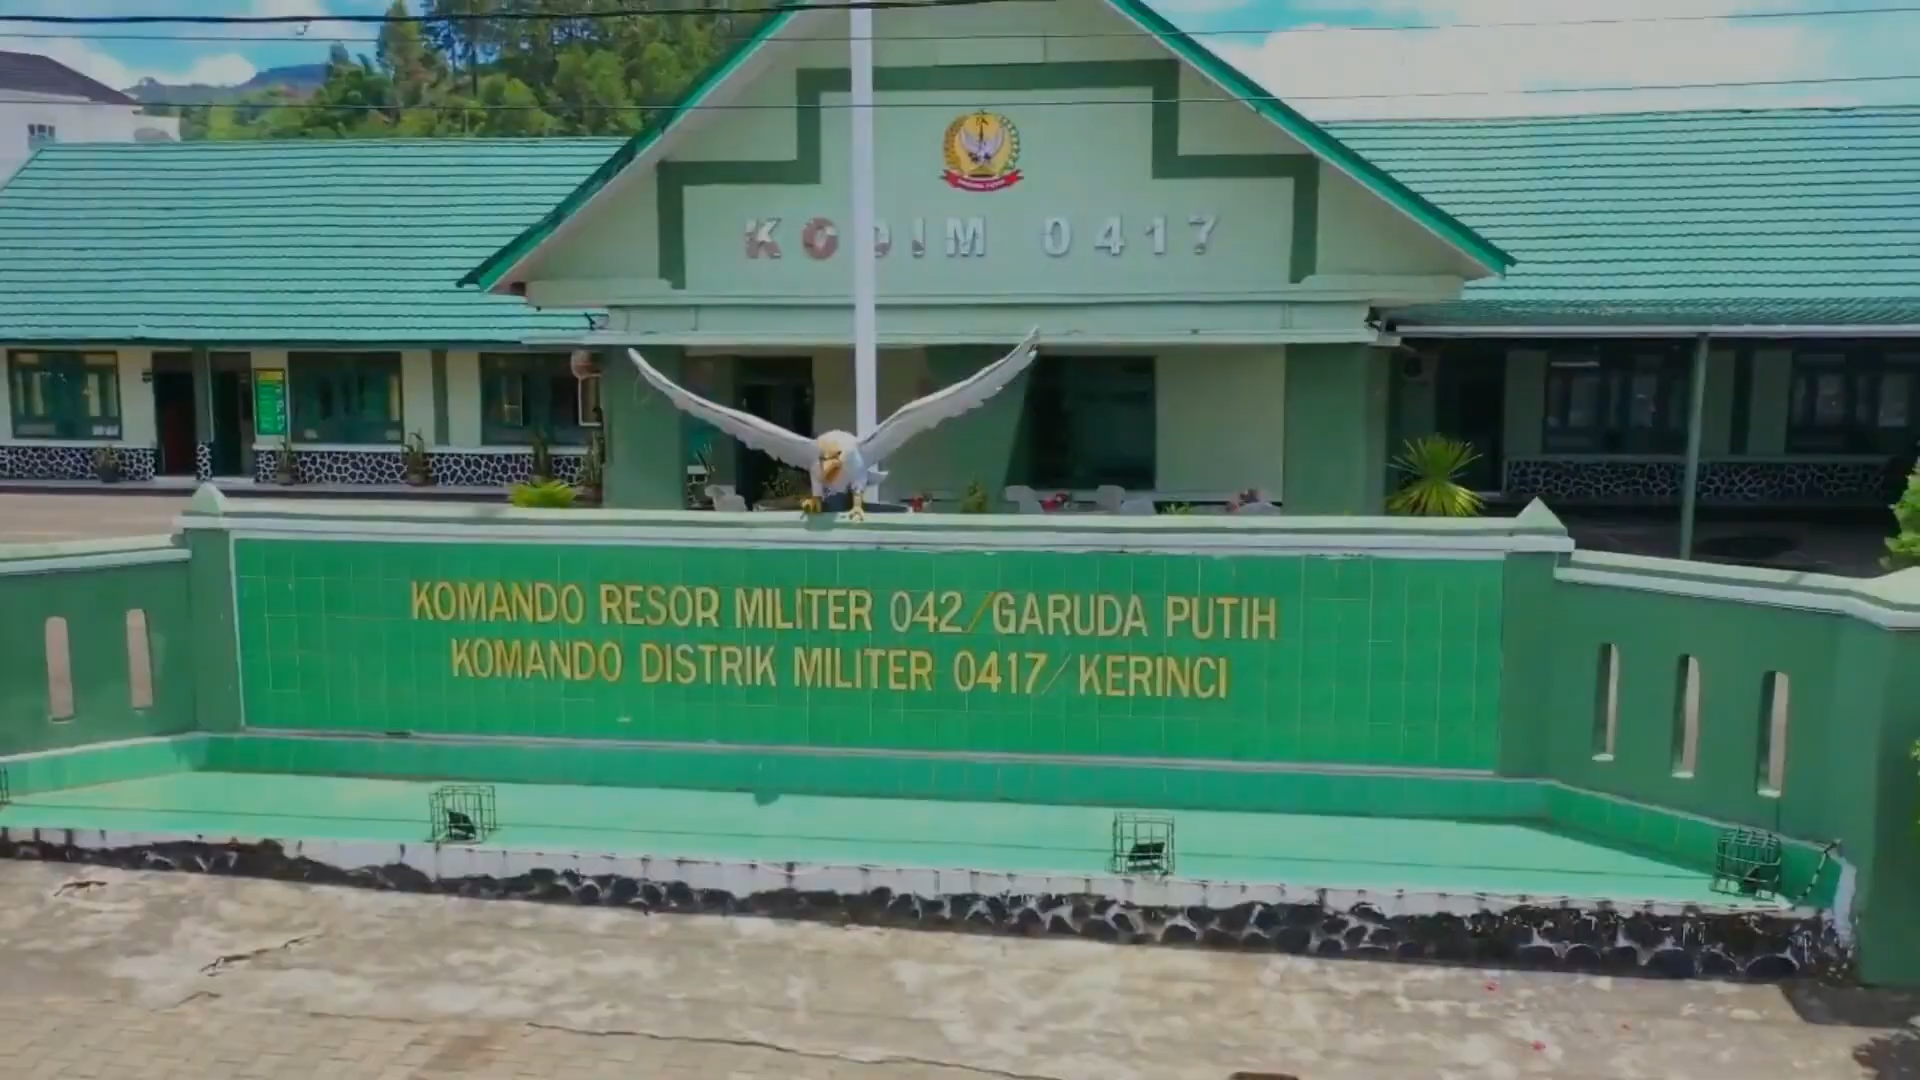 KODIM 0417
KOMANDO RESOR MILITER 042/GARUDA PUTIH
KOMANDO DISTRIK MILITER 0417/KERINCI